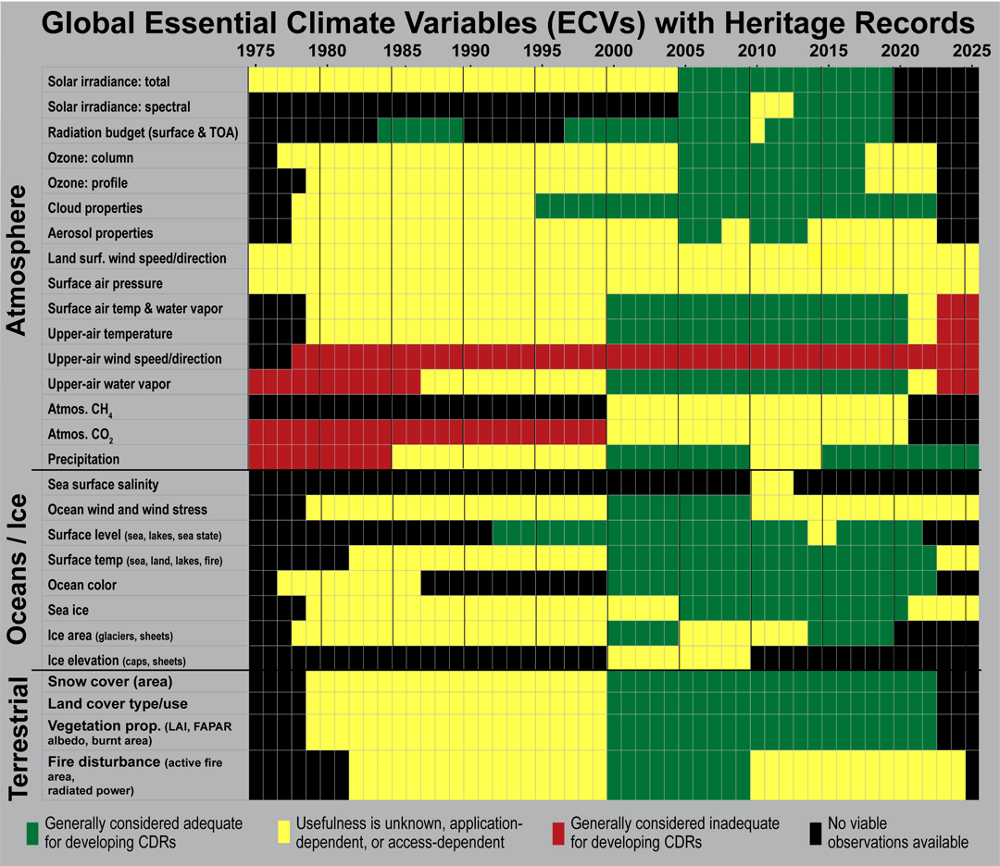 Global Essential Climate Variables (ECVs) with Heritage Records
1975 1980 1985 1990 1995 2000 2005 2010 2015 2020 2025
Atmosphere
Solar irradiance: total
Solar irradiance: spectral
Radiation budget (surface & TOA)
Ozone: column
Ozone: profile
Cloud properties
Aerosol properties
Land surf. wind speed/direction
Surface air pressure
Surface air temp & water vapor
Upper-air temperature
Upper-air wind speed/direction
Upper-air water vapor
Atmos. CH4
Atmos. CO2
Precipitation
Oceans / Ice
Sea surface salinity
Ocean wind and wind stress
Surface level (sea, lakes, sea state)
Surface temp (sea, land, lakes, fire)
Ocean color
Sea ice
Ice area (glaciers, sheets)
Ice elevation (caps, sheets)
Terrestrial
Snow cover (area)
Land cover type/use
Vegetation prop. (LAI, FAPAR
albedo, burnt area)
Fire disturbance (active fire
area,
radiated power)
Generally considered adequate
for developing CDRs
Usefulness is unknown, application-
dependent, or access-dependent
Generally considered inadequate
for developing CDRs
No viable
observations available